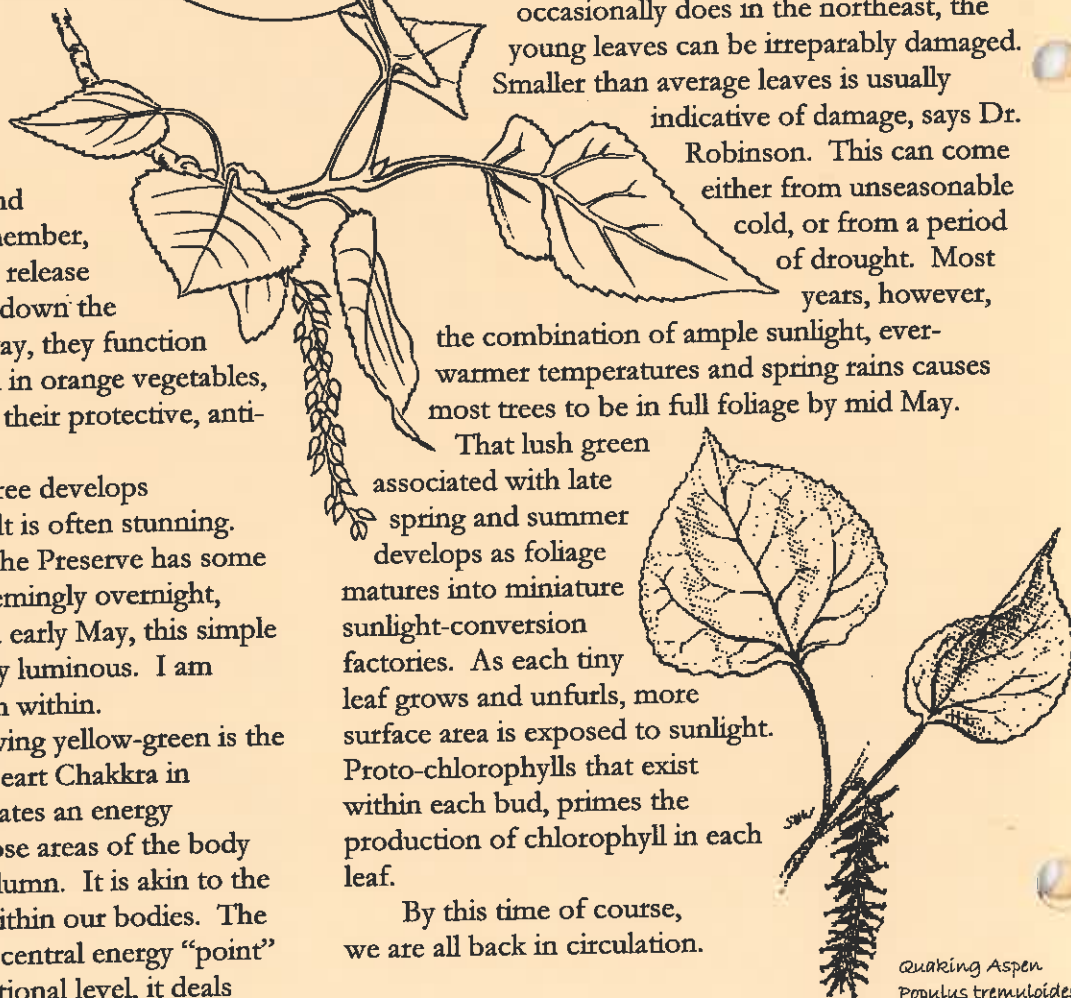 nd
member,
release
down the
ay, they function
in orange vegetables,
their protective, anti-
ree develops
lt is often stunning.
he Preserve has some
emingly overnight,
early May, this simple
y luminous. I am
n within.
ving yellow-green is the
eart Chakkra in
ates an energy
ose areas of the body
lumn. It is akin to the
ithin our bodies. The
central energy “point”
tional level, it deals
occasionally does in the northeast, the
young leaves can be irreparably damaged.
Smaller than average leaves is usually
indicative of damage, says Dr.
Robinson. This can come
either from unseasonable
cold, or from a period
of drought. Most
years, however,
the combination of ample sunlight, ever-
warmer temperatures and spring rains causes
most trees to be in full foliage by mid May.
That lush green
associated with late
spring and summer
develops as foliage
matures into miniature
sunlight-conversion
factories. As each tiny
leaf grows and unfurls, more
surface area is exposed to sunlight.
Proto-chlorophylls that exist
within each bud, primes the
production of chlorophyll in each
leaf.
By this time of course,
we are all back in circulation.
Quaking Aspen
Populus tremuloides